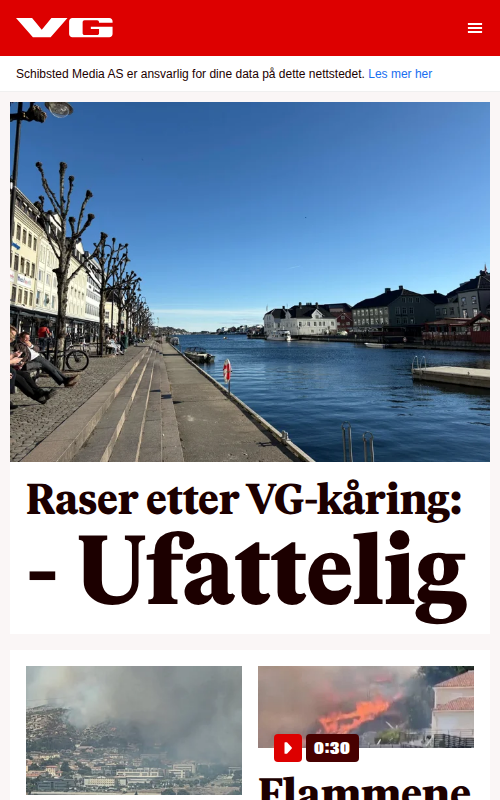 VG
Schibsted Media AS er ansvarlig for dine data på dette nettstedet. Les mer her
Raser etter VG-kåring:
- Ufattelig
0:30
Flammene